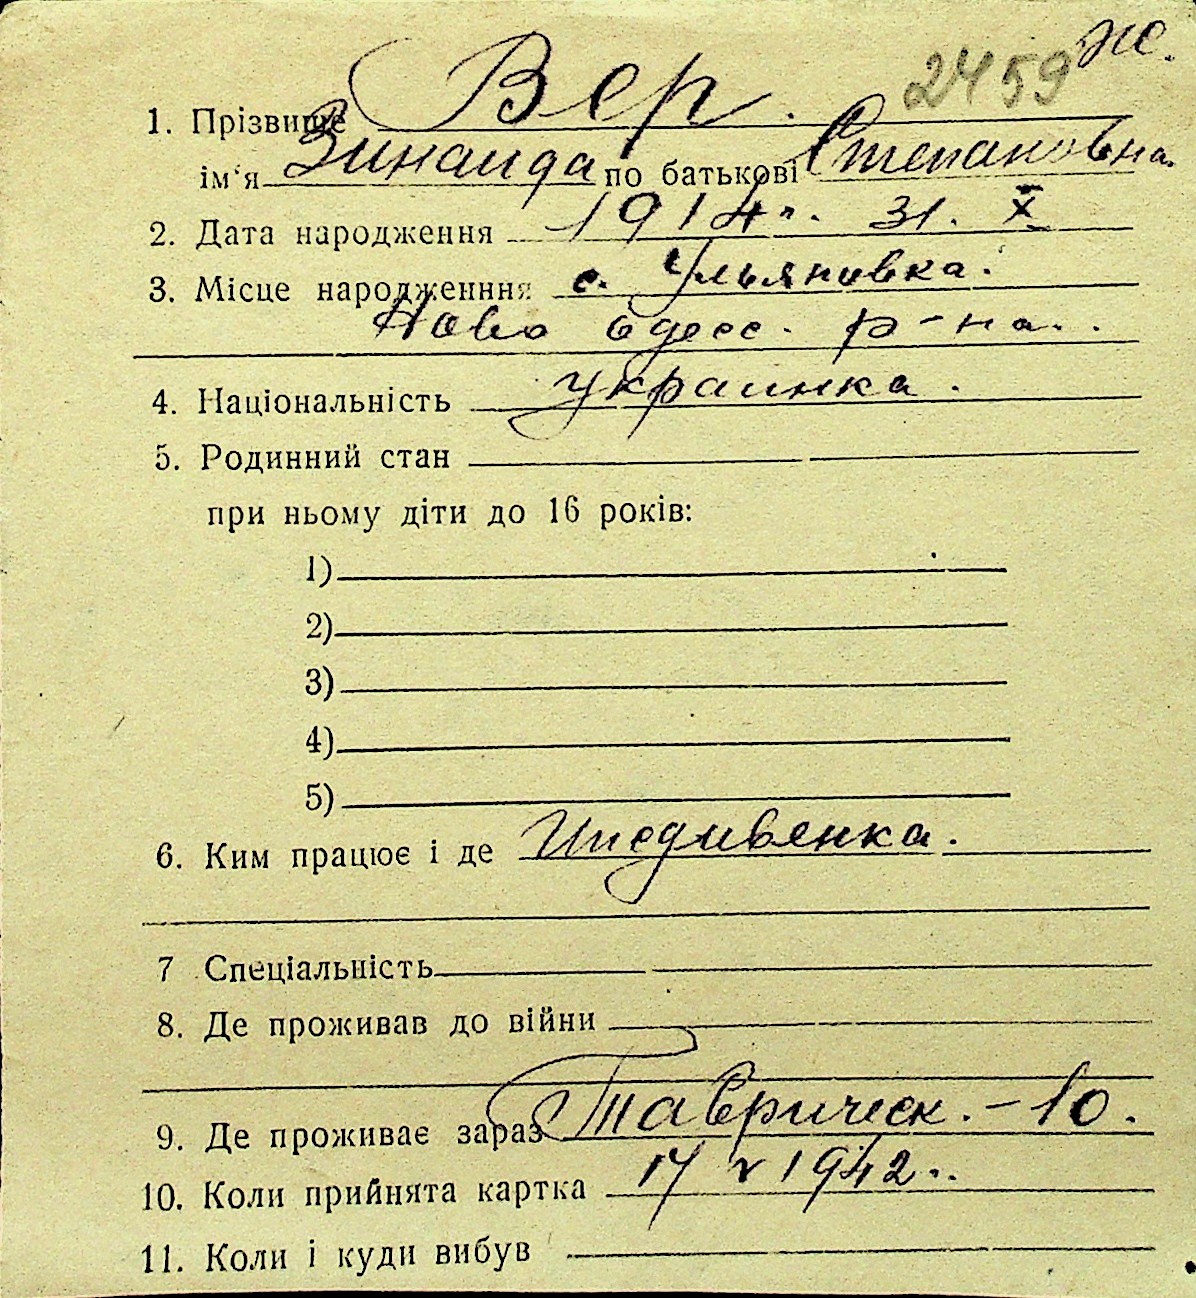 ж.
2459
1. Прізвище Вер.
ім'я Зинаида по батькові Степановна
2. Дата народження 1914 г. 31. X
3. Місце народженння с. Ульяновка.
Ново Одесс. р-на.
4. Національність украинка.
5. Родинний стан
при ньому діти до 16 років:
1)
2)
3)
4)
5)
6. Ким працює і де Иждивенка.
7 Спеціальність
8. Де проживав до війни
9. Де проживає зараз Таврическ. - 10.
10. Коли прийнята картка 17 V 1942..
11. Коли і куди вибув